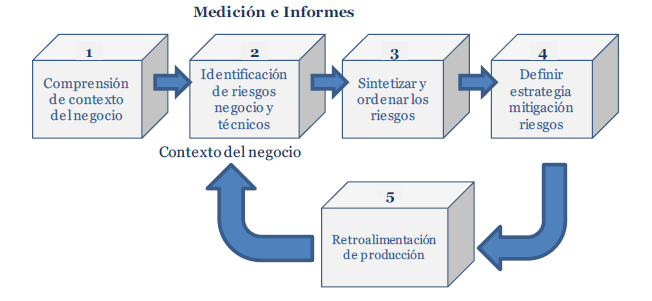 Medición e Informes
1
Comprensión
de contexto
del negocio
2
Identificación
de riesgos
negocio y
técnicos
3
Sintetizar y
ordenar los
riesgos
4
Definir
estrategia
mitigación
riesgos
Contexto del negocio
5
Retroalimentación
de producción